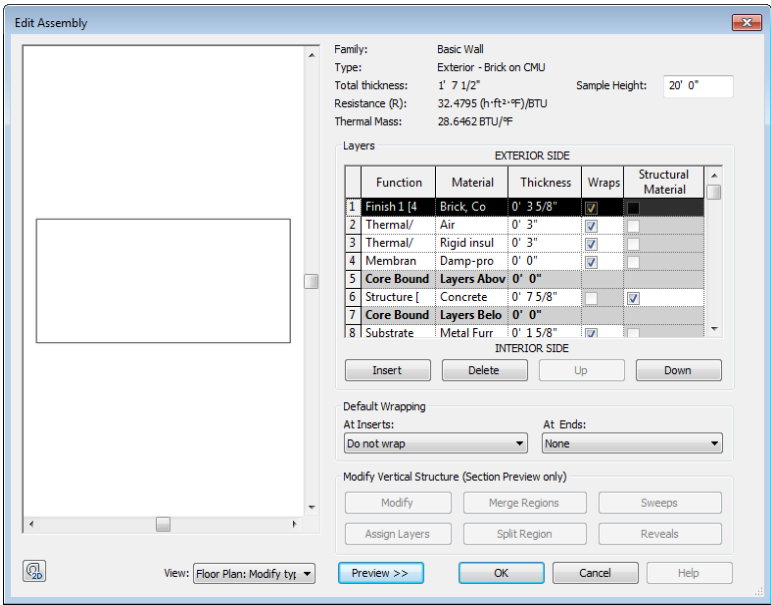 Edit Assembly
Family: Basic Wall
Type: Exterior - Brick on CMU
Total thickness: 1' 7 1/2" Sample Height: 20' 0"
Resistance (R): 32.4795 (h·ft²·°F)/BTU
Thermal Mass: 28.6462 BTU/°F
Layers
EXTERIOR SIDE
Function Material Thickness Wraps Structural Material
1 Finish 1 [4 Brick, Co 0' 3 5/8"
2 Thermal/ Air 0' 3"
3 Thermal/ Rigid insul 0' 3"
4 Membran Damp-pro 0' 0"
5 Core Bound Layers Abov 0' 0"
6 Structure [ Concrete 0' 7 5/8"
7 Core Bound Layers Belo 0' 0"
8 Substrate Metal Furr 0' 1 5/8"
INTERIOR SIDE
Insert Delete Up Down
Default Wrapping
At Inserts: At Ends:
Do not wrap None
Modify Vertical Structure (Section Preview only)
Modify Merge Regions Sweeps
Assign Layers Split Region Reveals
2D View: Floor Plan: Modify ty Preview >> OK Cancel Help